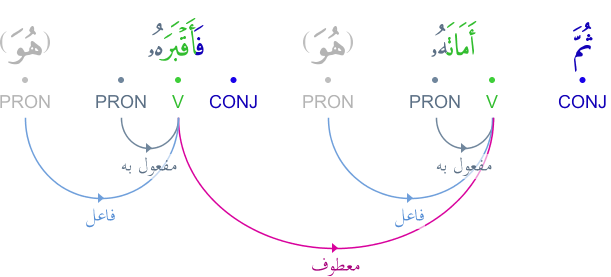 ثُمَّ أَمَاتَهُۥ (هُوَ) فَأَقْبَرَهُۥ (هُوَ)
PRON PRON V CONJ PRON PRON V CONJ
مفعول به مفعول به
فاعل فاعل
معطوف